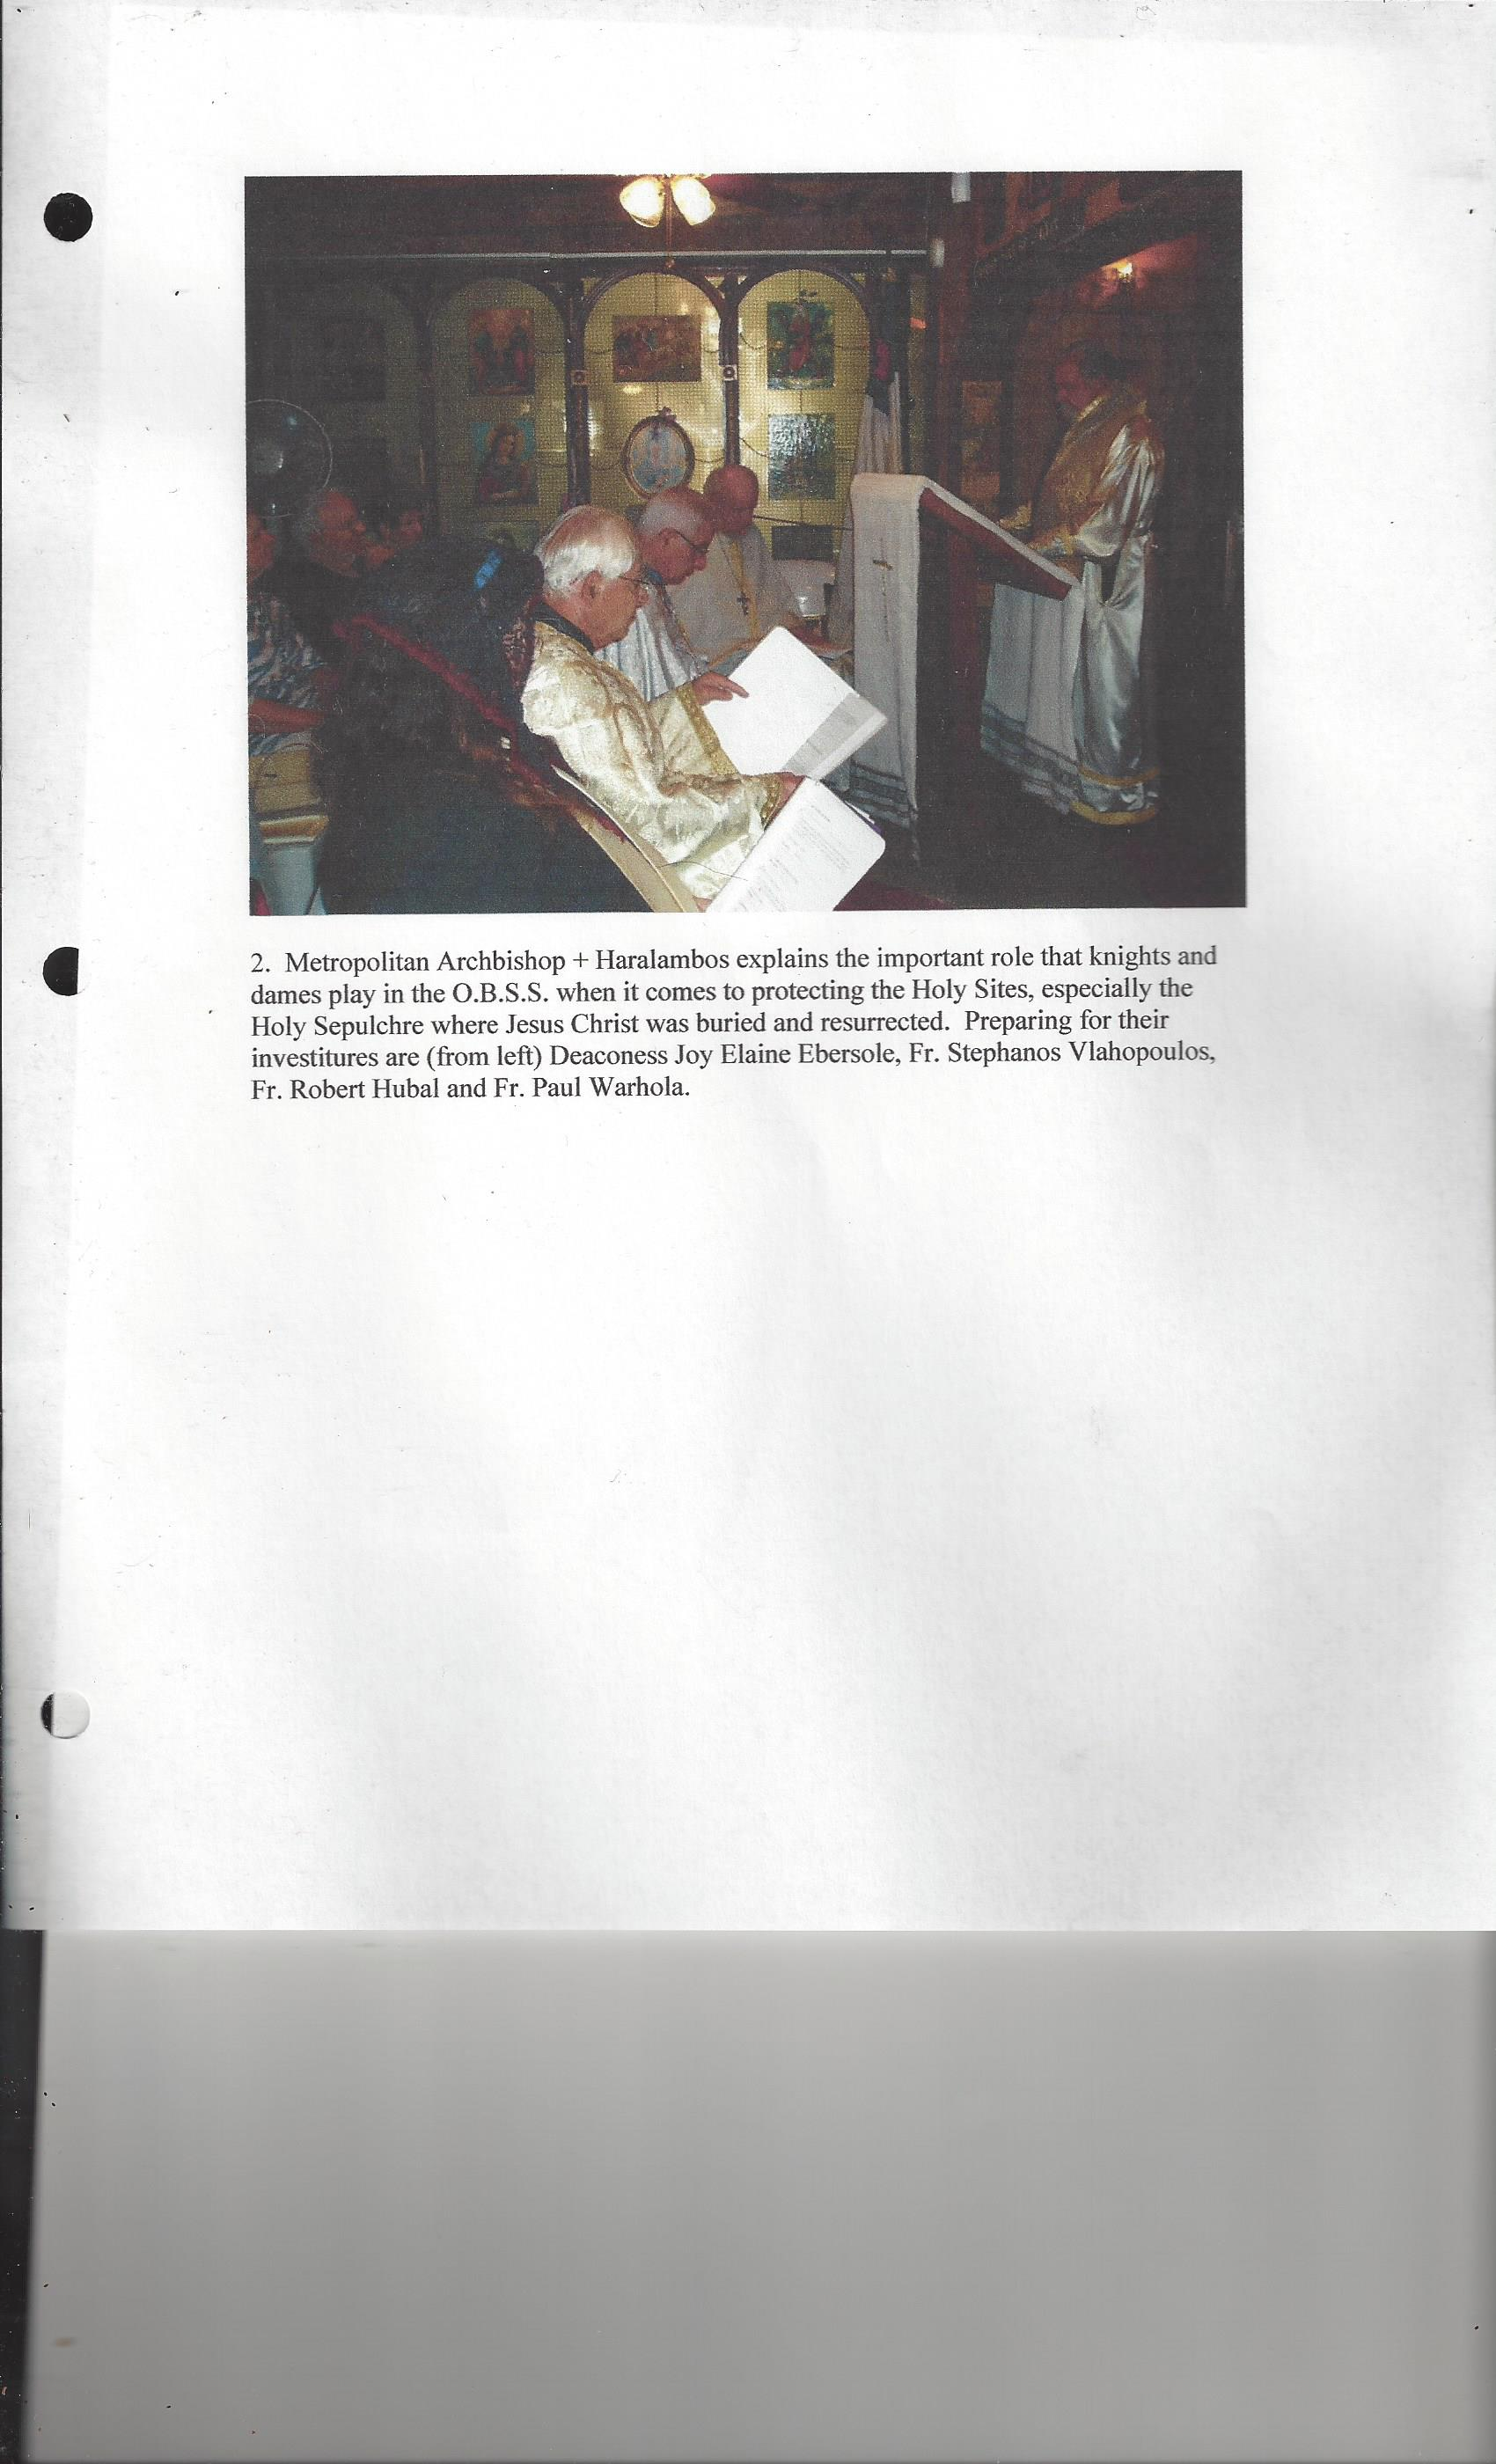 2. Metropolitan Archbishop + Haralambos explains the important role that knights and
dames play in the O.B.S.S. when it comes to protecting the Holy Sites, especially the
Holy Sepulchre where Jesus Christ was buried and resurrected. Preparing for their
investitures are (from left) Deaconess Joy Elaine Ebersole, Fr. Stephanos Vlahopoulos,
Fr. Robert Hubal and Fr. Paul Warhola.